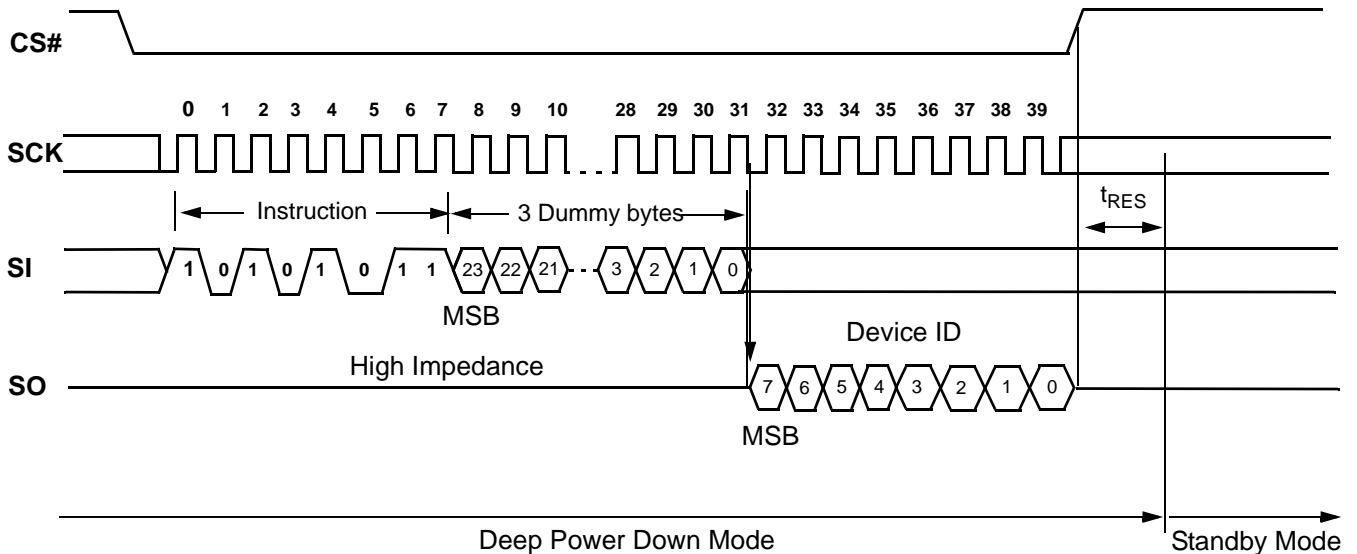 CS#
0 1 2 3 4 5 6 7 8 9 10 28 29 30 31 32 33 34 35 36 37 38 39
SCK
tRES
Instruction 3 Dummy bytes
SI
1 0 1 0 1 0 1 1 23 22 21 3 2 1 0
MSB
Device ID
High Impedance
SO
7 6 5 4 3 2 1 0
MSB
Deep Power Down Mode Standby Mode